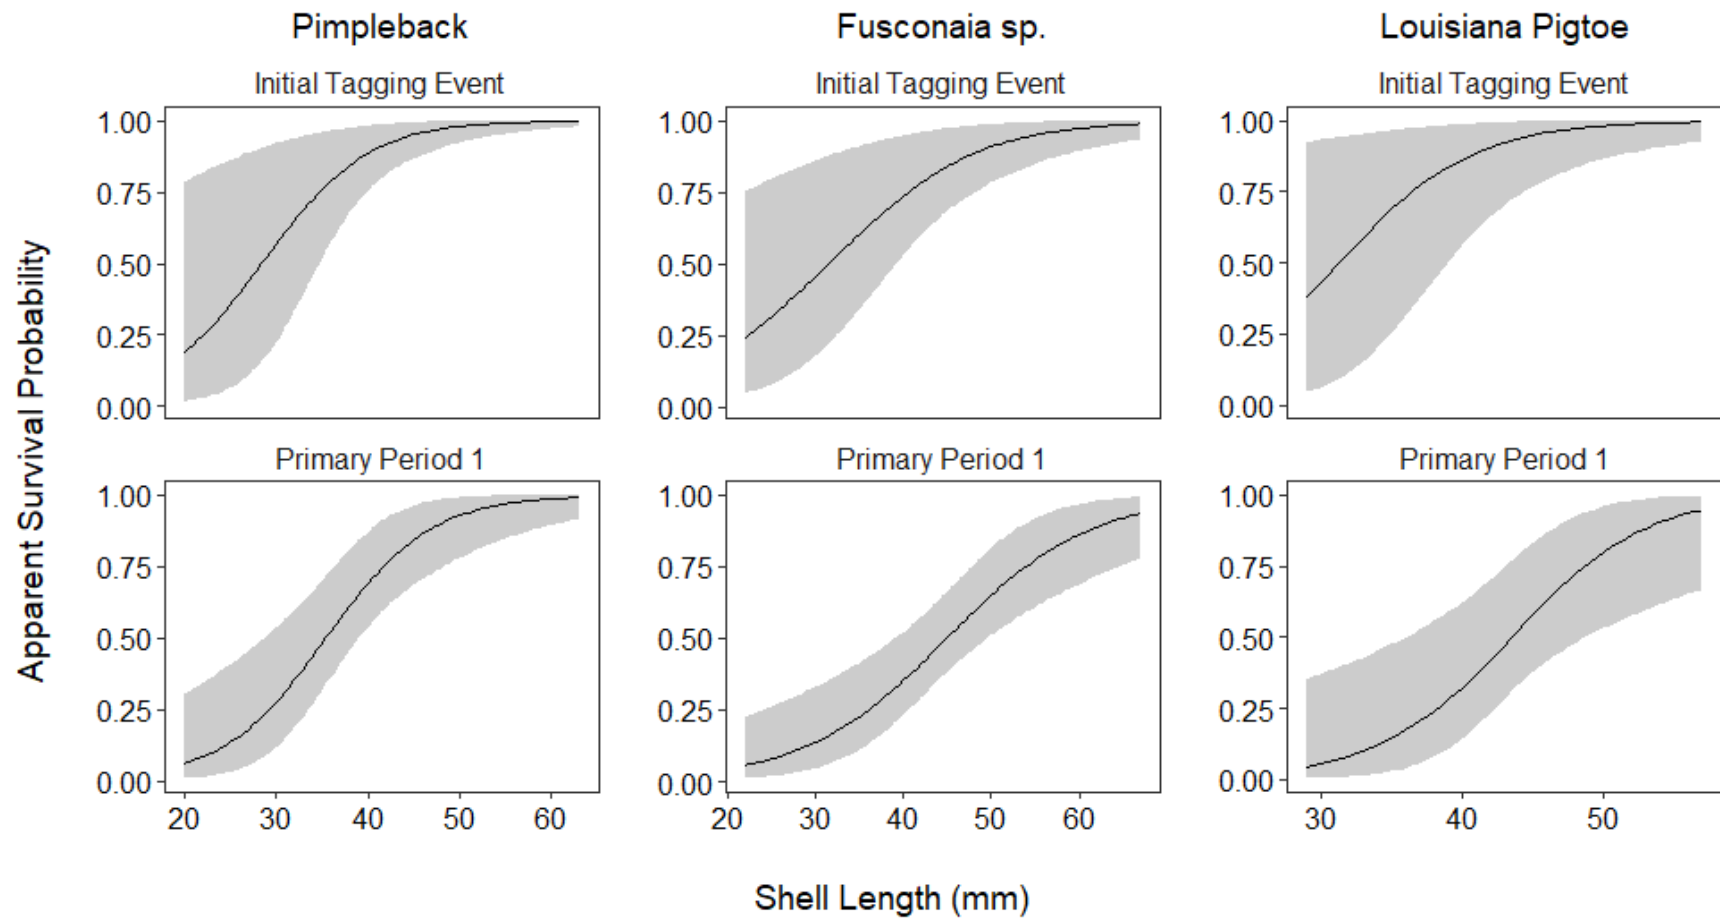 Pimpleback Fusconaia sp. Louisiana Pigtoe
Initial Tagging Event Initial Tagging Event Initial Tagging Event
1.00 1.00 1.00
0.75 0.75 0.75
0.50 0.50 0.50
0.25 0.25 0.25
0.00 0.00 0.00
Apparent Survival Probability
Primary Period 1 Primary Period 1 Primary Period 1
1.00 1.00 1.00
0.75 0.75 0.75
0.50 0.50 0.50
0.25 0.25 0.25
0.00 0.00 0.00
20 30 40 50 60 20 30 40 50 60 30 40 50
Shell Length (mm)